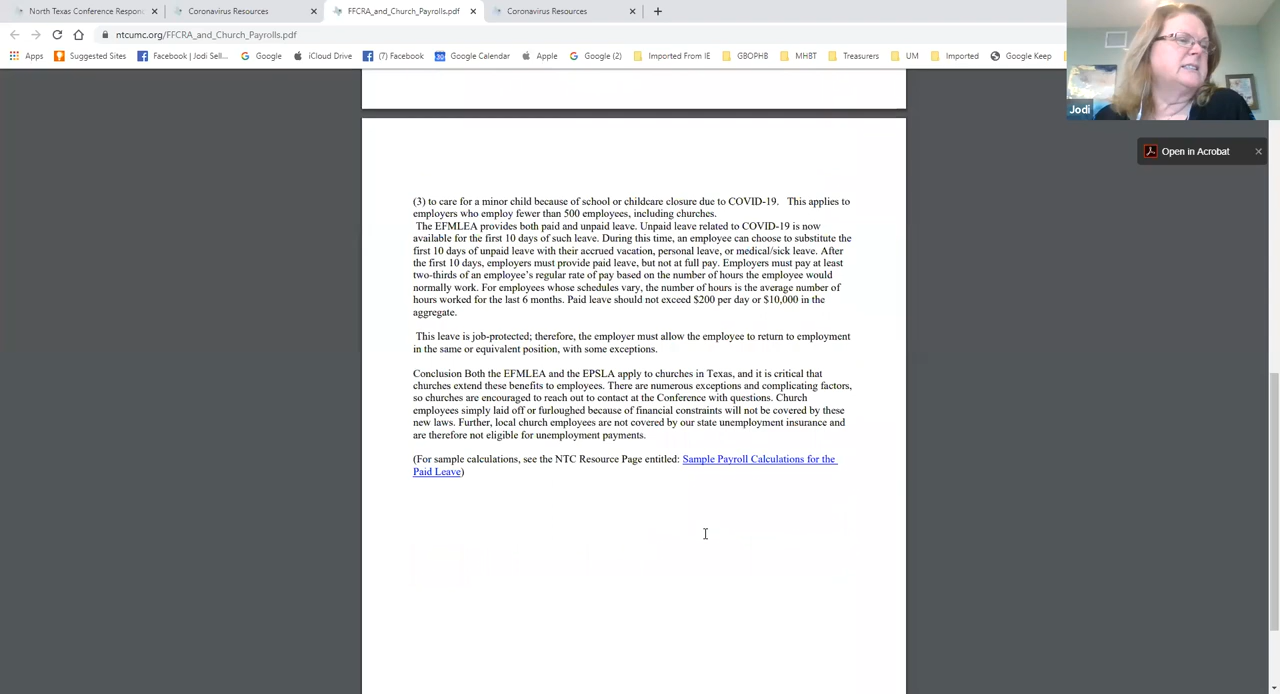 North Texas Conference Respon
Coronavirus Resources
FFCRA_and_Church_Payrolls.pdf
Coronavirus Resources
ntcumc.org/FFCRA_and_Church_Payrolls.pdf
Apps
Suggested Sites
Facebook | Jodi Sell...
Google
iCloud Drive
(7) Facebook
Google Calendar
Apple
Google (2)
Imported From IE
GBOPHB
MHBT
Treasurers
UM
Imported
Google Keep
Jodi
Open in Acrobat
(3) to care for a minor child because of school or childcare closure due to COVID-19. This applies to
employers who employ fewer than 500 employees, including churches.
The EFMLEA provides both paid and unpaid leave. Unpaid leave related to COVID-19 is now
available for the first 10 days of such leave. During this time, an employee can choose to substitute the
first 10 days of unpaid leave with their accrued vacation, personal leave, or medical/sick leave. After
the first 10 days, employers must provide paid leave, but not at full pay. Employers must pay at least
two-thirds of an employee's regular rate of pay based on the number of hours the employee would
normally work. For employees whose schedules vary, the number of hours is the average number of
hours worked for the last 6 months. Paid leave should not exceed $200 per day or $10,000 in the
aggregate.
This leave is job-protected; therefore, the employer must allow the employee to return to employment
in the same or equivalent position, with some exceptions.
Conclusion Both the EFMLEA and the EPSLA apply to churches in Texas, and it is critical that
churches extend these benefits to employees. There are numerous exceptions and complicating factors,
so churches are encouraged to reach out to contact at the Conference with questions. Church
employees simply laid off or furloughed because of financial constraints will not be covered by these
new laws. Further, local church employees are not covered by our state unemployment insurance and
are therefore not eligible for unemployment payments.
(For sample calculations, see the NTC Resource Page entitled: Sample Payroll Calculations for the
Paid Leave)